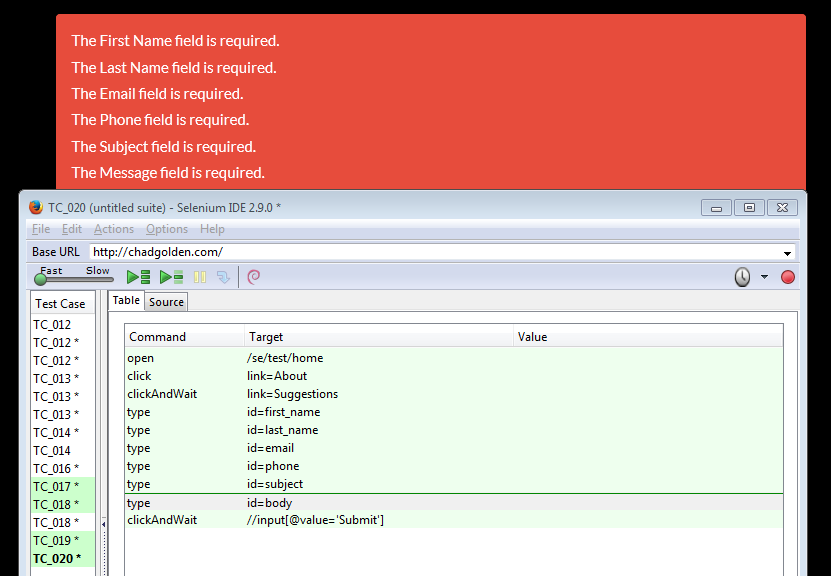 The First Name field is required.
The Last Name field is required.
The Email field is required.
The Phone field is required.
The Subject field is required.
The Message field is required.
TC_020 (untitled suite) - Selenium IDE 2.9.0 *
File Edit Actions Options Help
Base URL http://chadgolden.com/
Fast Slow
Test Case
TC_012
TC_012 *
TC_012 *
TC_013 *
TC_013 *
TC_013 *
TC_014 *
TC_014
TC_016 *
TC_017 *
TC_018 *
TC_018 *
TC_019 *
TC_020 *
Table Source
Command Target Value
open /se/test/home
click link=About
clickAndWait link=Suggestions
type id=first_name
type id=last_name
type id=email
type id=phone
type id=subject
type id=body
clickAndWait //input[@value='Submit']